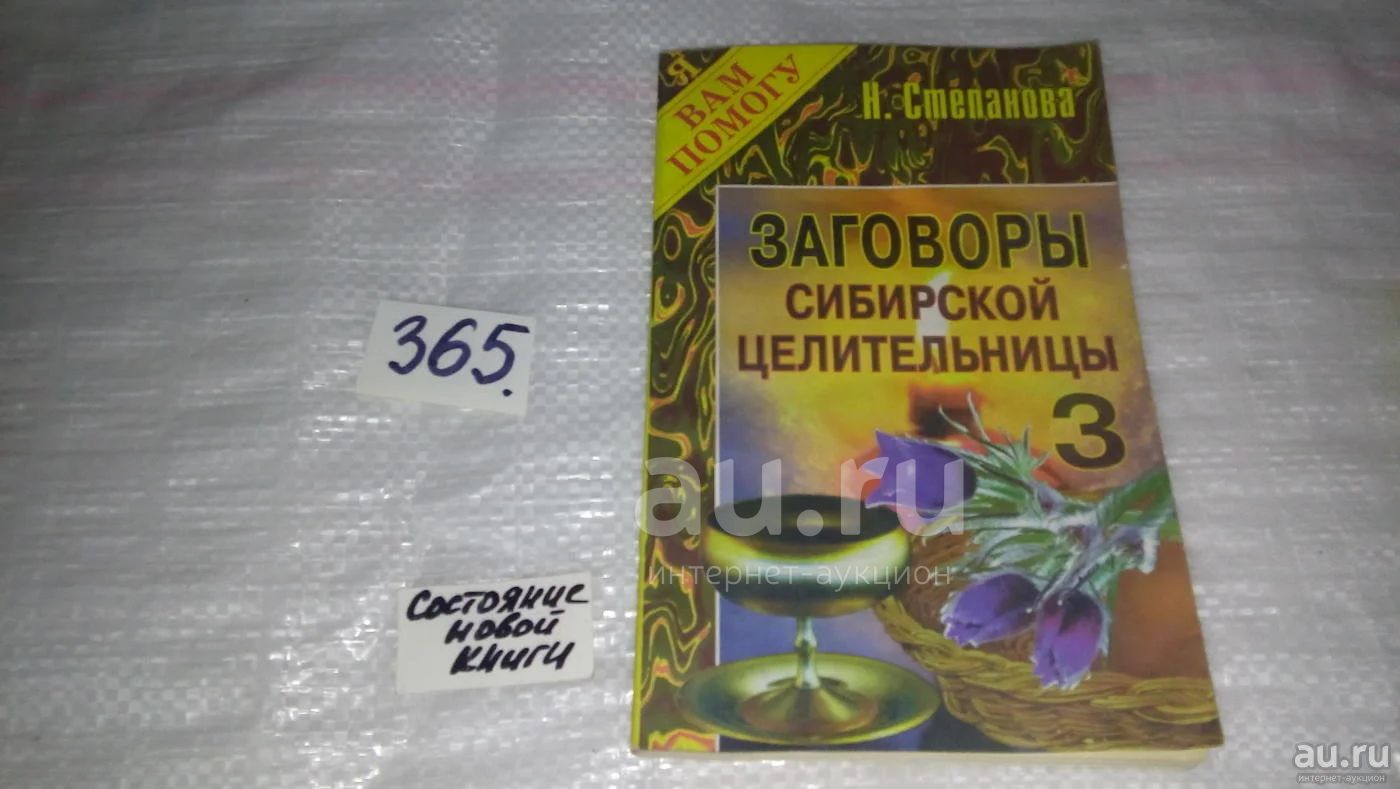 Я
ВАМ
ПОМОГУ
Н. Степанова
ЗАГОВОРЫ
СИБИРСКОЙ
ЦЕЛИТЕЛЬНИЦЫ
3
365.
Состояние
новой
книги
au.ru
интернет-аукцион
au.ru
интернет-аукцион